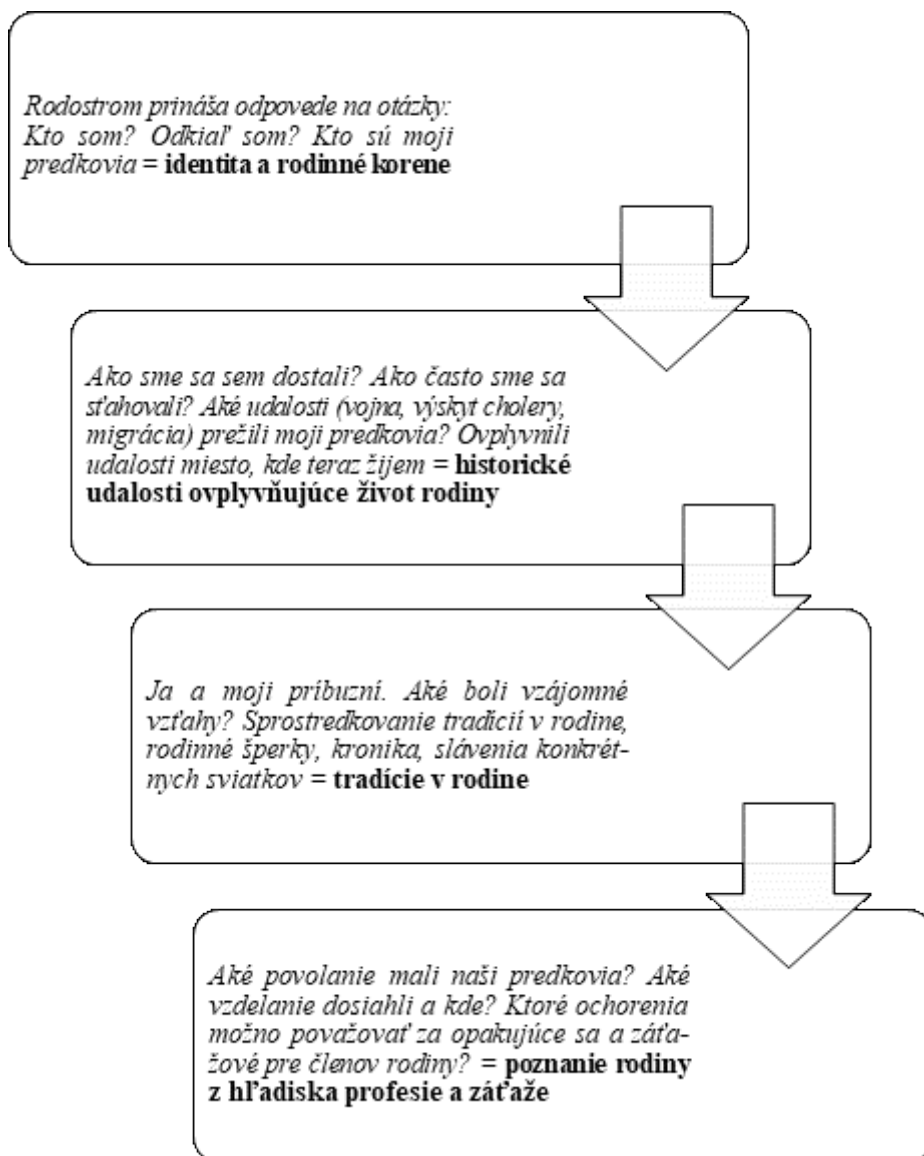 Rodostrom prináša odpovede na otázky:
Kto som? Odkiaľ som? Kto sú moji
predkovia = identita a rodinné korene
Ako sme sa sem dostali? Ako často sme sa
sťahovali? Aké udalosti (vojna, výskyt cholery,
migrácia) prežili moji predkovia? Ovplyvnili
udalosti miesto, kde teraz žijem = historické
udalosti ovplyvňujúce život rodiny
Ja a moji príbuzní. Aké boli vzájomné
vzťahy? Sprostredkovanie tradícií v rodine,
rodinné šperky, kronika, slávenia konkrét-
nych sviatkov = tradície v rodine
Aké povolanie mali naši predkovia? Aké
vzdelanie dosiahli a kde? Ktoré ochorenia
možno považovať za opakujúce sa a záťa-
žové pre členov rodiny? = poznanie rodiny
z hľadiska profesie a záťaže